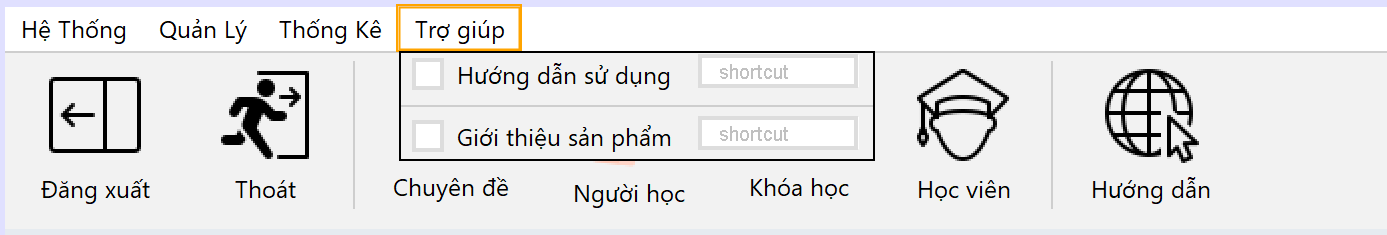 Hệ Thống Quản Lý Thống Kê Trợ giúp
Hướng dẫn sử dụng shortcut
Giới thiệu sản phẩm shortcut
Đăng xuất Thoát Chuyên đề Người học Khóa học Học viên Hướng dẫn